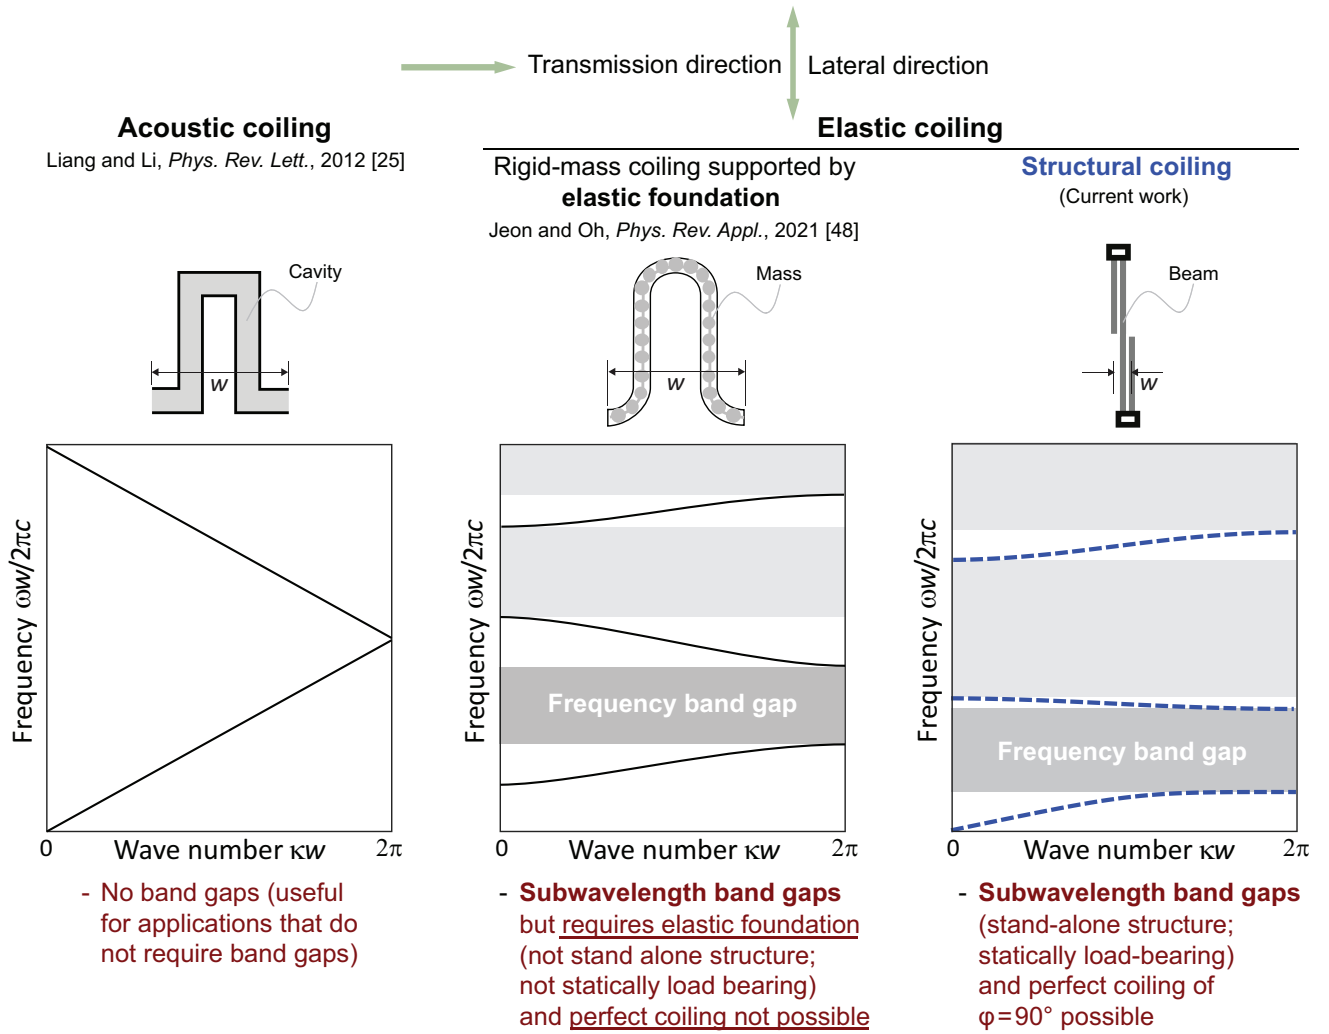 Transmission direction
Lateral direction
Acoustic coiling
Liang and Li, Phys. Rev. Lett., 2012 [25]
Elastic coiling
Rigid-mass coiling supported by
elastic foundation
Jeon and Oh, Phys. Rev. Appl., 2021 [48]
Structural coiling
(Current work)
Cavity
w
Mass
w
Beam
w
Frequency ωw/2πc
0
Wave number κw
2π
Frequency ωw/2πc
Frequency band gap
0
Wave number κw
2π
Frequency ωw/2πc
Frequency band gap
0
Wave number κw
2π
- No band gaps (useful
for applications that do
not require band gaps)
- Subwavelength band gaps
but requires elastic foundation
(not stand alone structure;
not statically load bearing)
and perfect coiling not possible
- Subwavelength band gaps
(stand-alone structure;
statically load-bearing)
and perfect coiling of
φ=90° possible